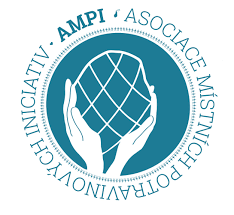 AMPI • ASOCIACE MÍSTNÍCH POTRAVINOVÝCH INICIATIV •